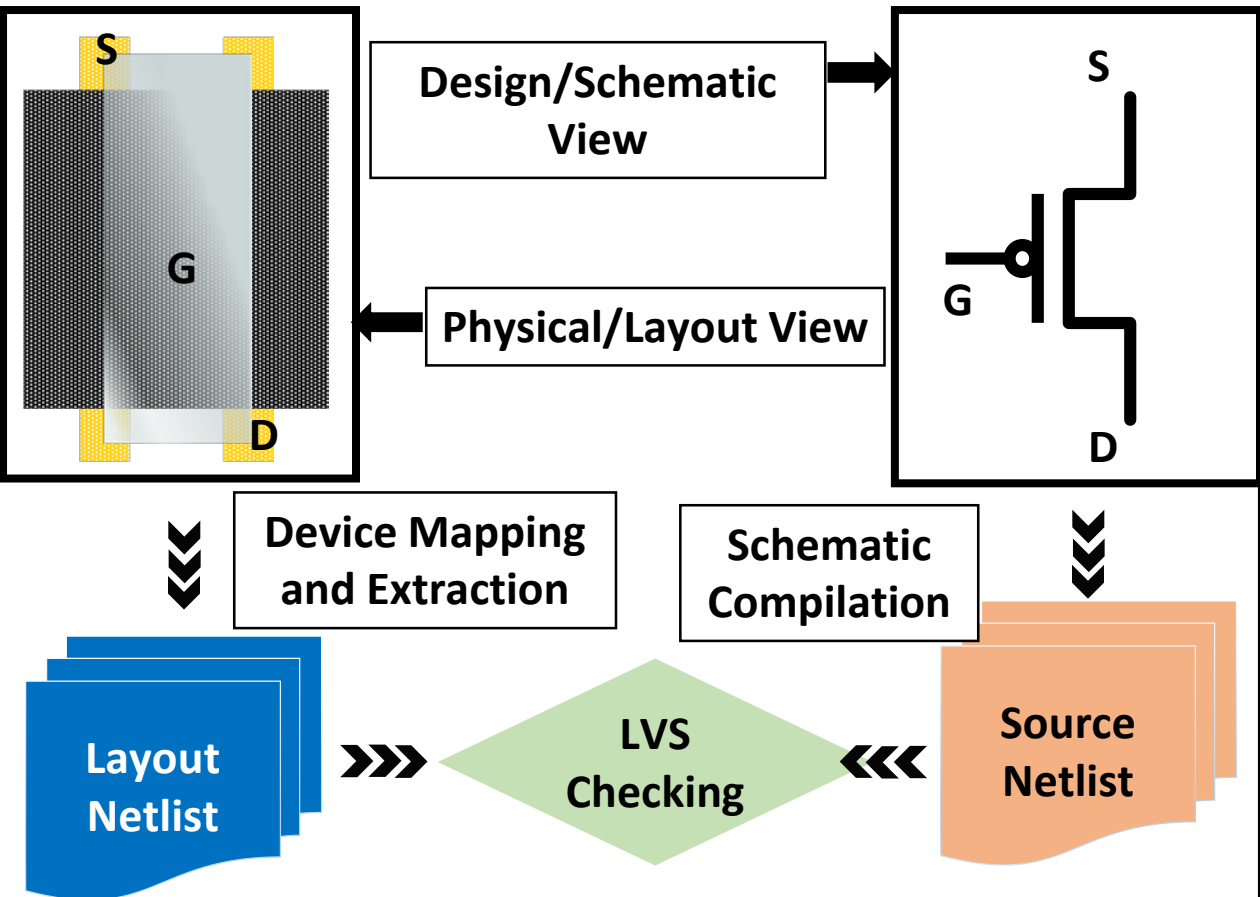 S
G
D
Design/Schematic
View
Physical/Layout View
S
G
D
Device Mapping
and Extraction
Schematic
Compilation
Layout
Netlist
LVS
Checking
Source
Netlist